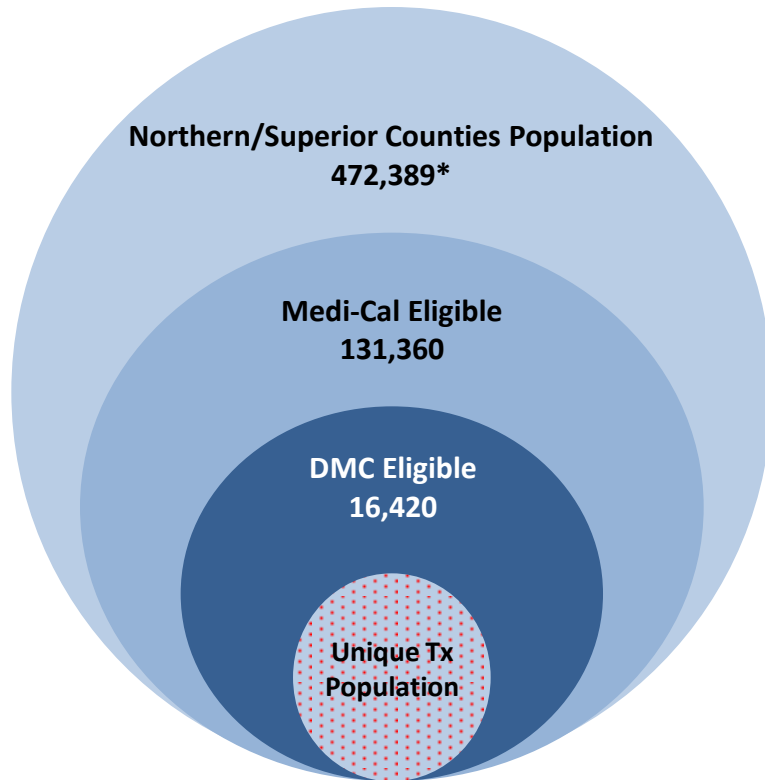 Northern/Superior Counties Population
472,389*
Medi-Cal Eligible
131,360
DMC Eligible
16,420
Unique Tx
Population